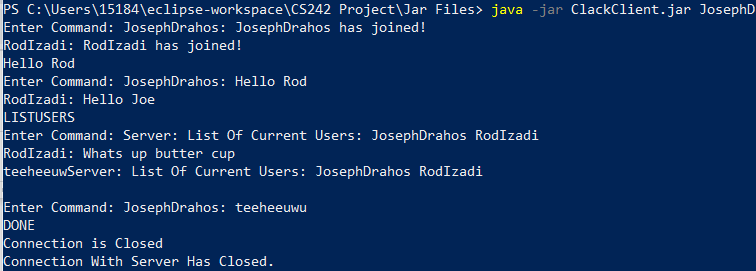 PS C:\Users\15184\eclipse-workspace\CS242 Project\Jar Files> java -jar ClackClient.jar JosephD
Enter Command: JosephDrahos: JosephDrahos has joined!
RodIzadi: RodIzadi has joined!
Hello Rod
Enter Command: JosephDrahos: Hello Rod
RodIzadi: Hello Joe
LISTUSERS
Enter Command: Server: List Of Current Users: JosephDrahos RodIzadi
RodIzadi: Whats up butter cup
teeheeuwServer: List Of Current Users: JosephDrahos RodIzadi
Enter Command: JosephDrahos: teeheeuwu
DONE
Connection is Closed
Connection With Server Has Closed.